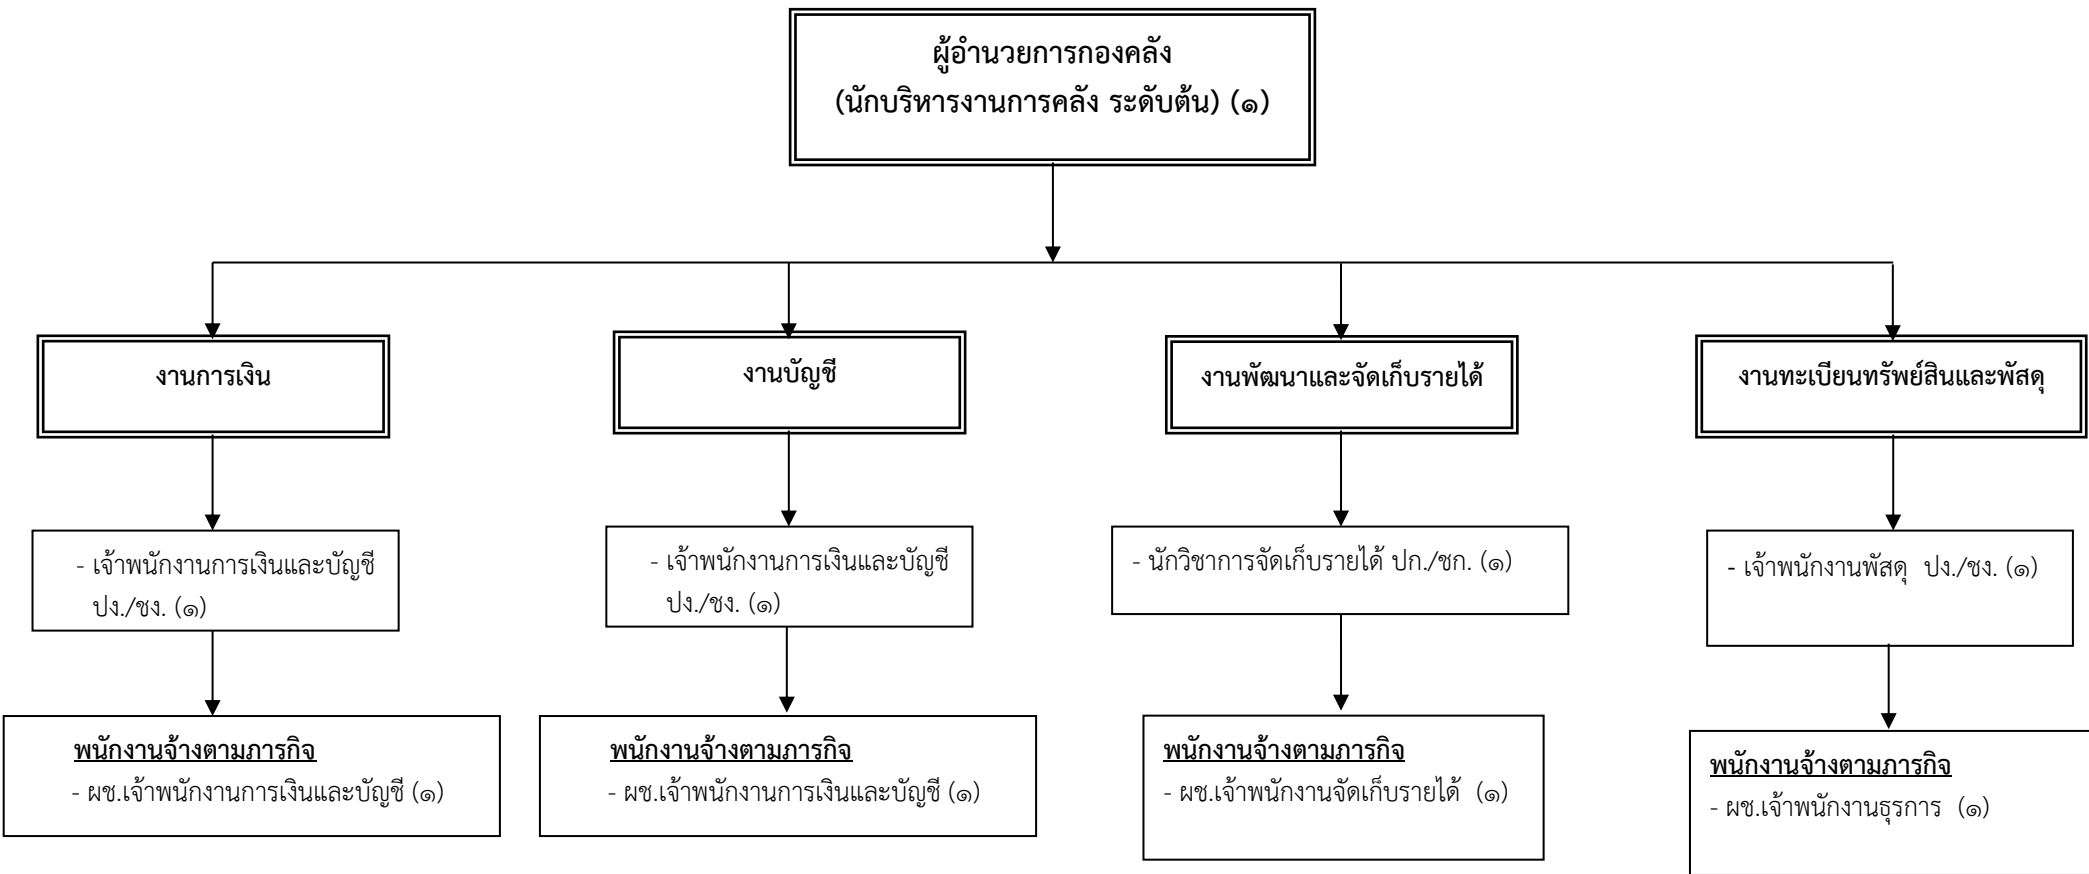 ผู้อำนวยการกองคลัง
(นักบริหารงานการคลัง ระดับต้น) (๑)
งานการเงิน
งานบัญชี
งานพัฒนาและจัดเก็บรายได้
งานทะเบียนทรัพย์สินและพัสดุ
- เจ้าพนักงานการเงินและบัญชี
ปง./ชง. (๑)
- เจ้าพนักงานการเงินและบัญชี
ปง./ชง. (๑)
- นักวิชาการจัดเก็บรายได้ ปก./ชก. (๑)
- เจ้าพนักงานพัสดุ ปง./ชง. (๑)
พนักงานจ้างตามภารกิจ
- ผช.เจ้าพนักงานการเงินและบัญชี (๑)
พนักงานจ้างตามภารกิจ
- ผช.เจ้าพนักงานการเงินและบัญชี (๑)
พนักงานจ้างตามภารกิจ
- ผช.เจ้าพนักงานจัดเก็บรายได้ (๑)
พนักงานจ้างตามภารกิจ
- ผช.เจ้าพนักงานธุรการ (๑)